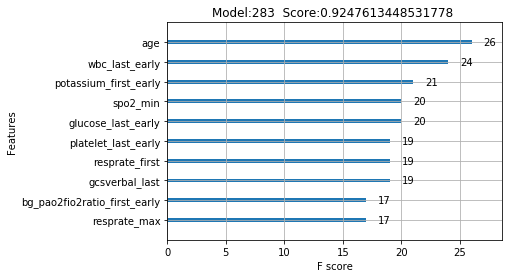 Model:283  Score:0.9247613448531778
Features
age 26
wbc_last_early 24
potassium_first_early 21
spo2_min 20
glucose_last_early 20
platelet_last_early 19
resprate_first 19
gcsverbal_last 19
bg_pao2fio2ratio_first_early 17
resprate_max 17
0 5 10 15 20 25
F score